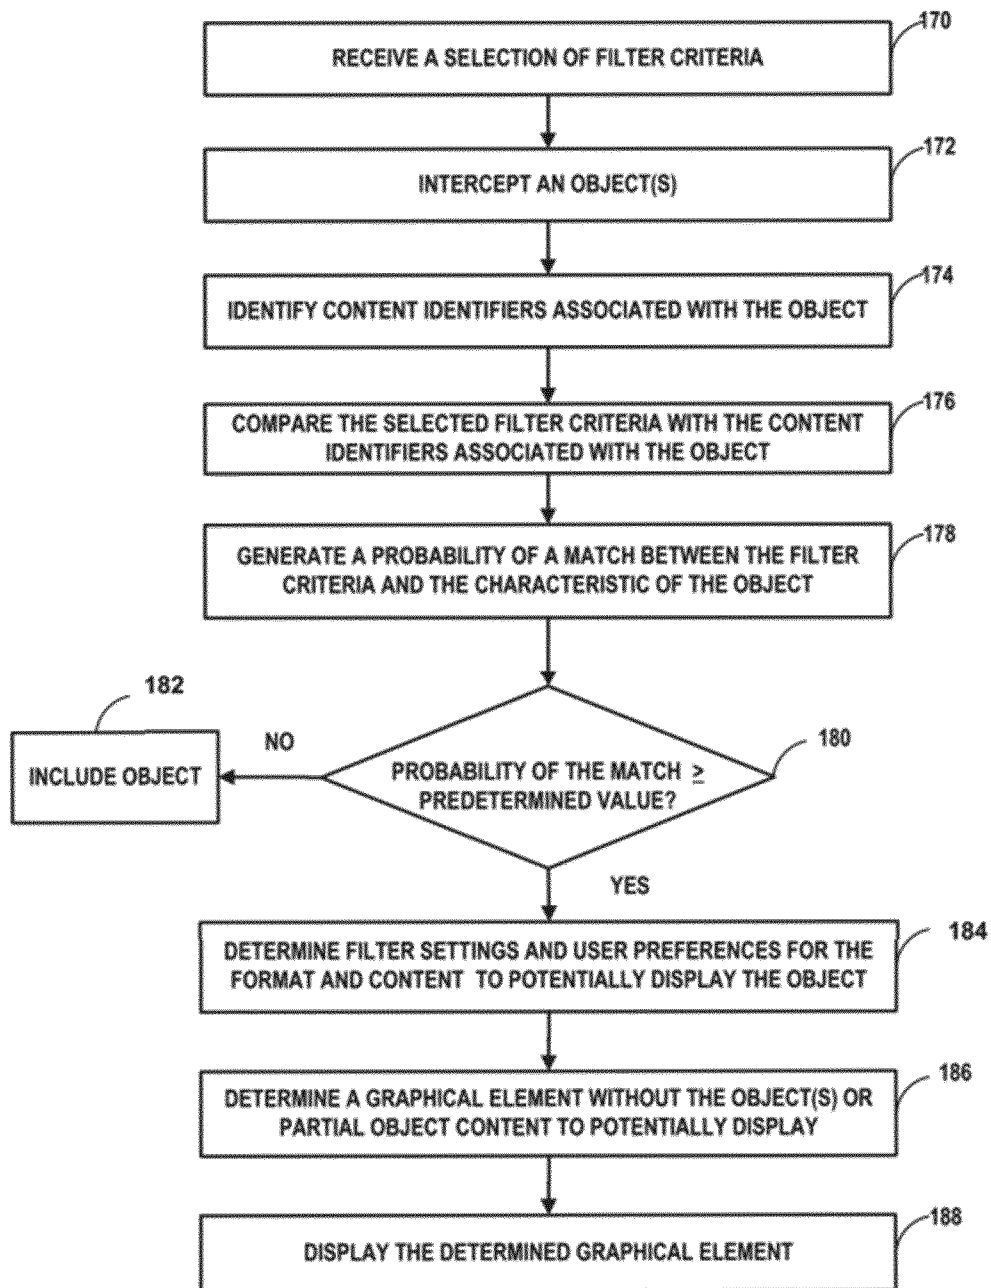 170
RECEIVE A SELECTION OF FILTER CRITERIA
172
INTERCEPT AN OBJECT(S)
174
IDENTIFY CONTENT IDENTIFIERS ASSOCIATED WITH THE OBJECT
176
COMPARE THE SELECTED FILTER CRITERIA WITH THE CONTENT
IDENTIFIERS ASSOCIATED WITH THE OBJECT
178
GENERATE A PROBABILITY OF A MATCH BETWEEN THE FILTER
CRITERIA AND THE CHARACTERISTIC OF THE OBJECT
182
NO
180
INCLUDE OBJECT
PROBABILITY OF THE MATCH ≥
PREDETERMINED VALUE?
YES
184
DETERMINE FILTER SETTINGS AND USER PREFERENCES FOR THE
FORMAT AND CONTENT TO POTENTIALLY DISPLAY THE OBJECT
186
DETERMINE A GRAPHICAL ELEMENT WITHOUT THE OBJECT(S) OR
PARTIAL OBJECT CONTENT TO POTENTIALLY DISPLAY
188
DISPLAY THE DETERMINED GRAPHICAL ELEMENT